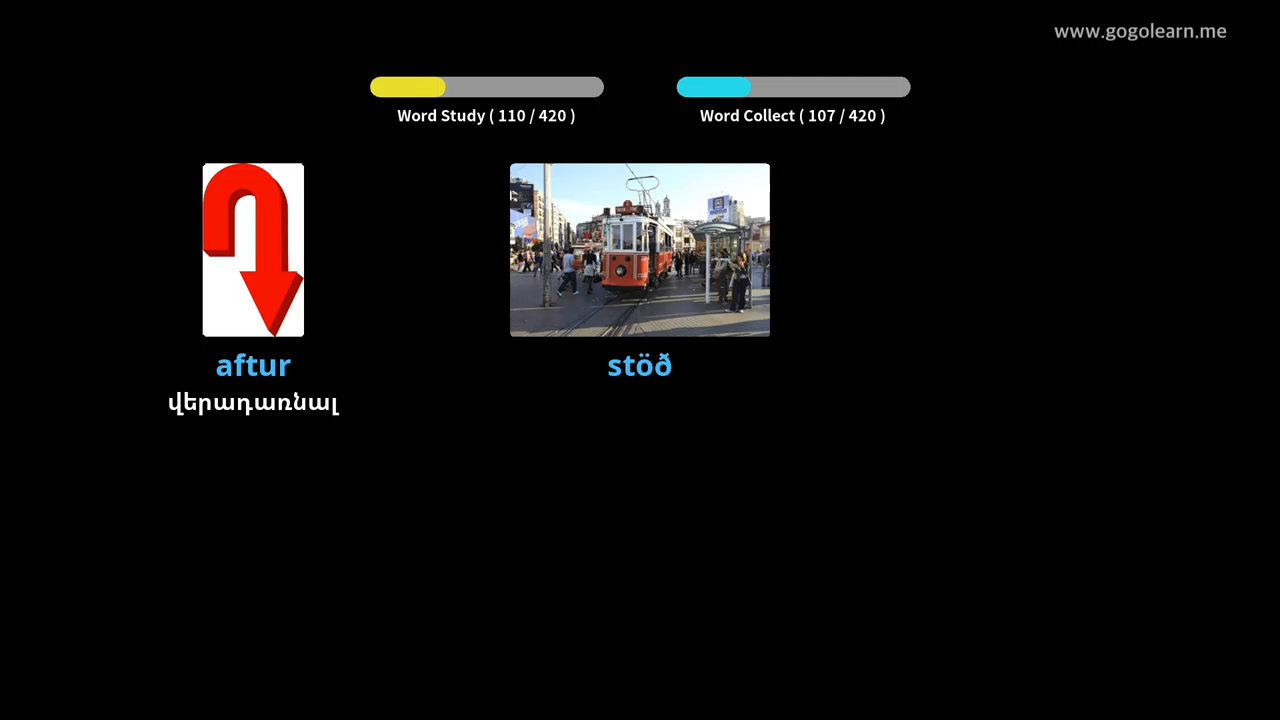 www.gogolearn.me
Word Study ( 110 / 420 )
Word Collect ( 107 / 420 )
aftur
վերադառնալ
stöð